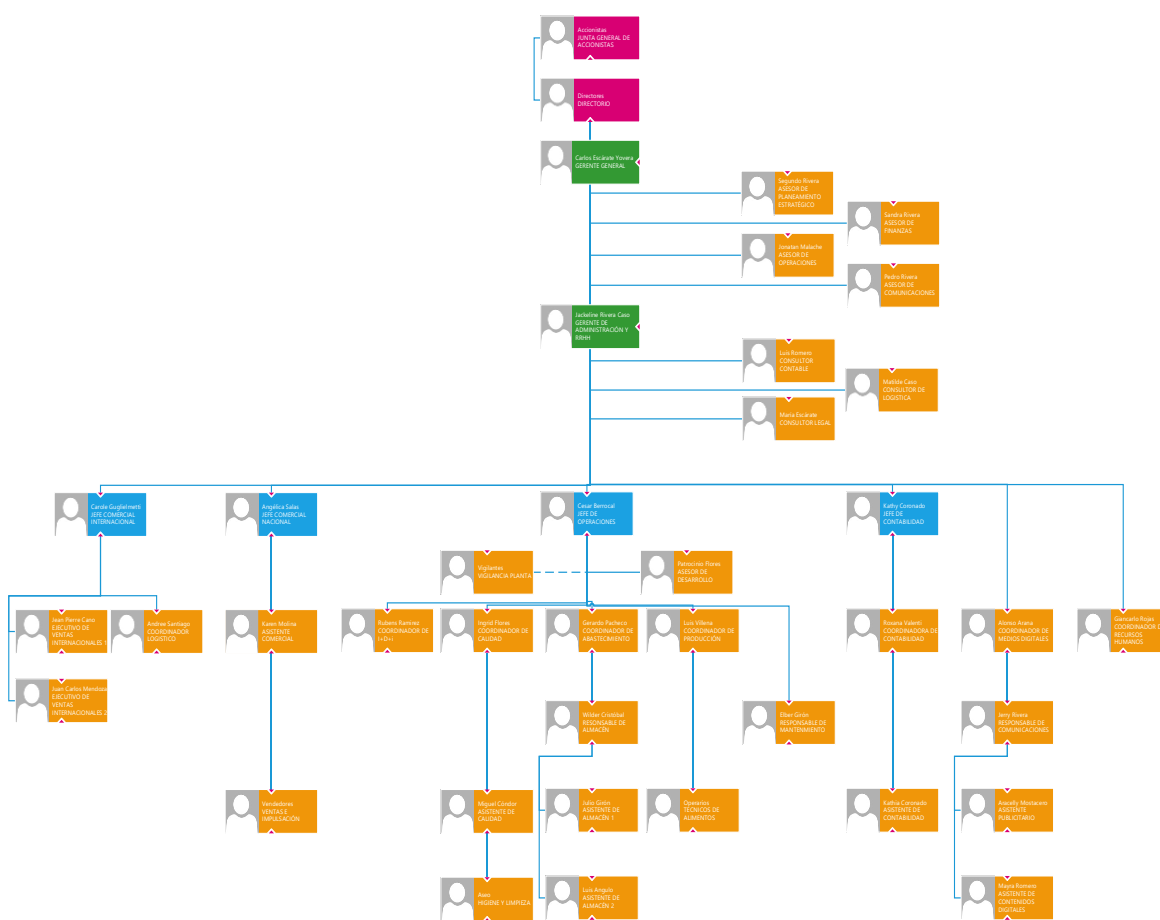 Accionistas
JUNTA GENERAL DE
ACCIONISTAS
Directores
DIRECTORIO
Carlos Escárate Yovera
GERENTE GENERAL
Segundo Rivera
ASESOR DE
PLANEAMIENTO
ESTRATÉGICO
Sandra Rivera
ASESOR DE
FINANZAS
Jonatan Malache
ASESOR DE
OPERACIONES
Pedro Rivera
ASESOR DE
COMUNICACIONES
Jackeline Rivera Caso
GERENTE DE
ADMINISTRACIÓN Y
RRHH
Luis Romero
CONSULTOR
CONTABLE
Matilde Caso
CONSULTOR DE
LOGISTICA
Maria Escárate
CONSULTOR LEGAL
Carole Guglielmetti
JEFE COMERCIAL
INTERNACIONAL
Angélica Salas
JEFE COMERCIAL
NACIONAL
Cesar Berrocal
JEFE DE
OPERACIONES
Kathy Coronado
JEFE DE
CONTABILIDAD
Vigilantes
VIGILANCIA PLANTA
Patrocinio Flores
ASESOR DE
DESARROLLO
Jean Pierre Cano
EJECUTIVO DE
VENTAS
INTERNACIONALES 1
Andree Santiago
COORDINADOR
LOGISTICO
Karen Molina
ASISTENTE
COMERCIAL
Rubens Ramirez
COORDINADOR DE
I+D+i
Ingrid Flores
COORDINADOR DE
CALIDAD
Gerardo Pacheco
COORDINADOR DE
ABASTECIMIENTO
Luis Villena
COORDINADOR DE
PRODUCCIÓN
Roxana Valenti
COORDINADORA DE
CONTABILIDAD
Alonso Arana
COORDINADOR DE
MEDIOS DIGITALES
Giancarlo Rojas
COORDINADOR D
RECURSOS
HUMANOS
Juan Carlos Mendoza
EJECUTIVO DE
VENTAS
INTERNACIONALES 2
Wilder Cristóbal
RESONSABLE DE
ALMACÉN
Elber Girón
RESPONSABLE DE
MANTENIMIENTO
Jerry Rivera
RESPONSABLE DE
COMUNICACIONES
Vendedores
VENTAS E
IMPULSACIÓN
Miguel Cóndor
ASISTENTE DE
CALIDAD
Julio Girón
ASISTENTE DE
ALMACÉN 1
Operarios
TÉCNICOS DE
ALIMENTOS
Kathia Coronado
ASISTENTE DE
CONTABILIDAD
Aracelly Mostacero
ASISTENTE
PUBLICITARIO
Aseo
HIGIENE Y LIMPIEZA
Luis Angulo
ASISTENTE DE
ALMACÉN 2
Mayra Romero
ASISTENTE DE
CONTENIDOS
DIGITALES